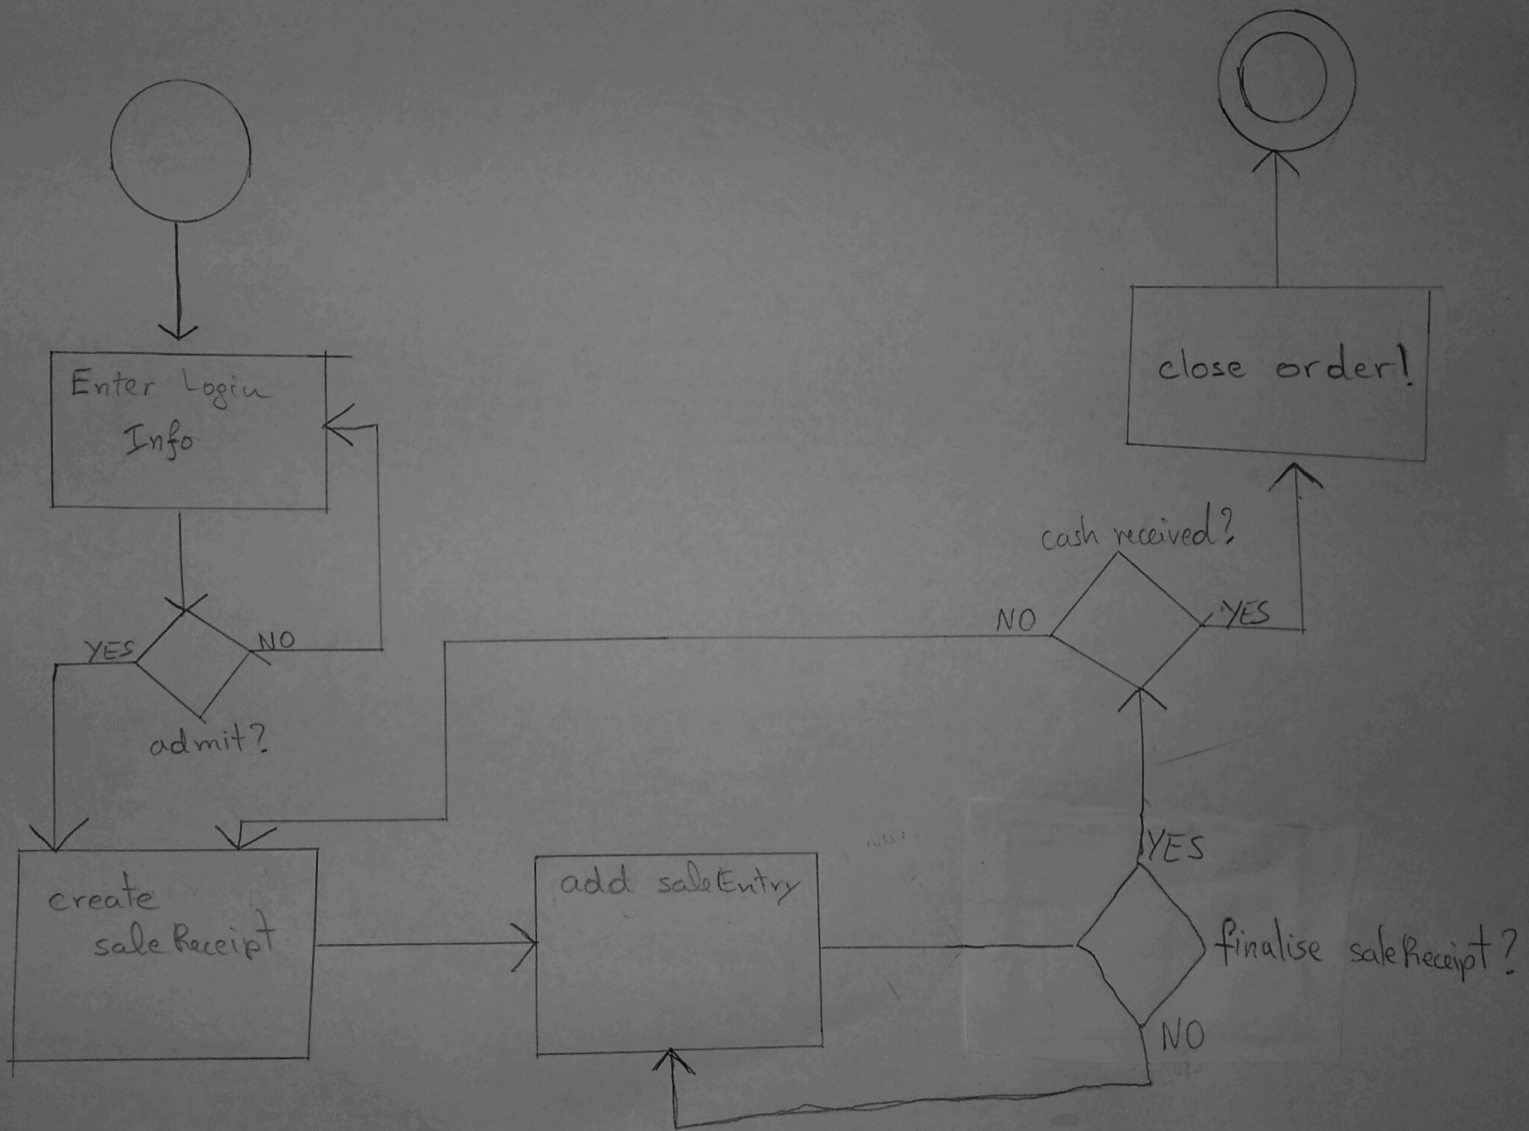 Enter Login
Info
YES
NO
admit?
create
saleReceipt
add saleEntry
finalise saleReceipt?
YES
NO
cash received?
NO
YES
close order!